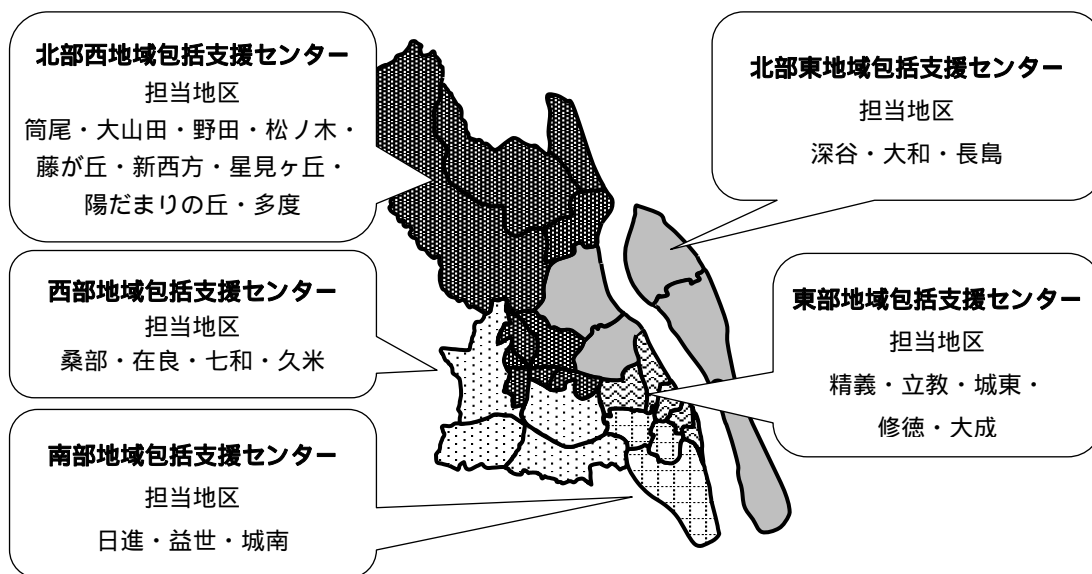 北部西地域包括支援センター
担当地区
筒尾・大山田・野田・松ノ木・
藤が丘・新西方・星見ヶ丘・
陽だまりの丘・多度
北部東地域包括支援センター
担当地区
深谷・大和・長島
西部地域包括支援センター
担当地区
桑部・在良・七和・久米
東部地域包括支援センター
担当地区
精義・立教・城東・
修徳・大成
南部地域包括支援センター
担当地区
日進・益世・城南